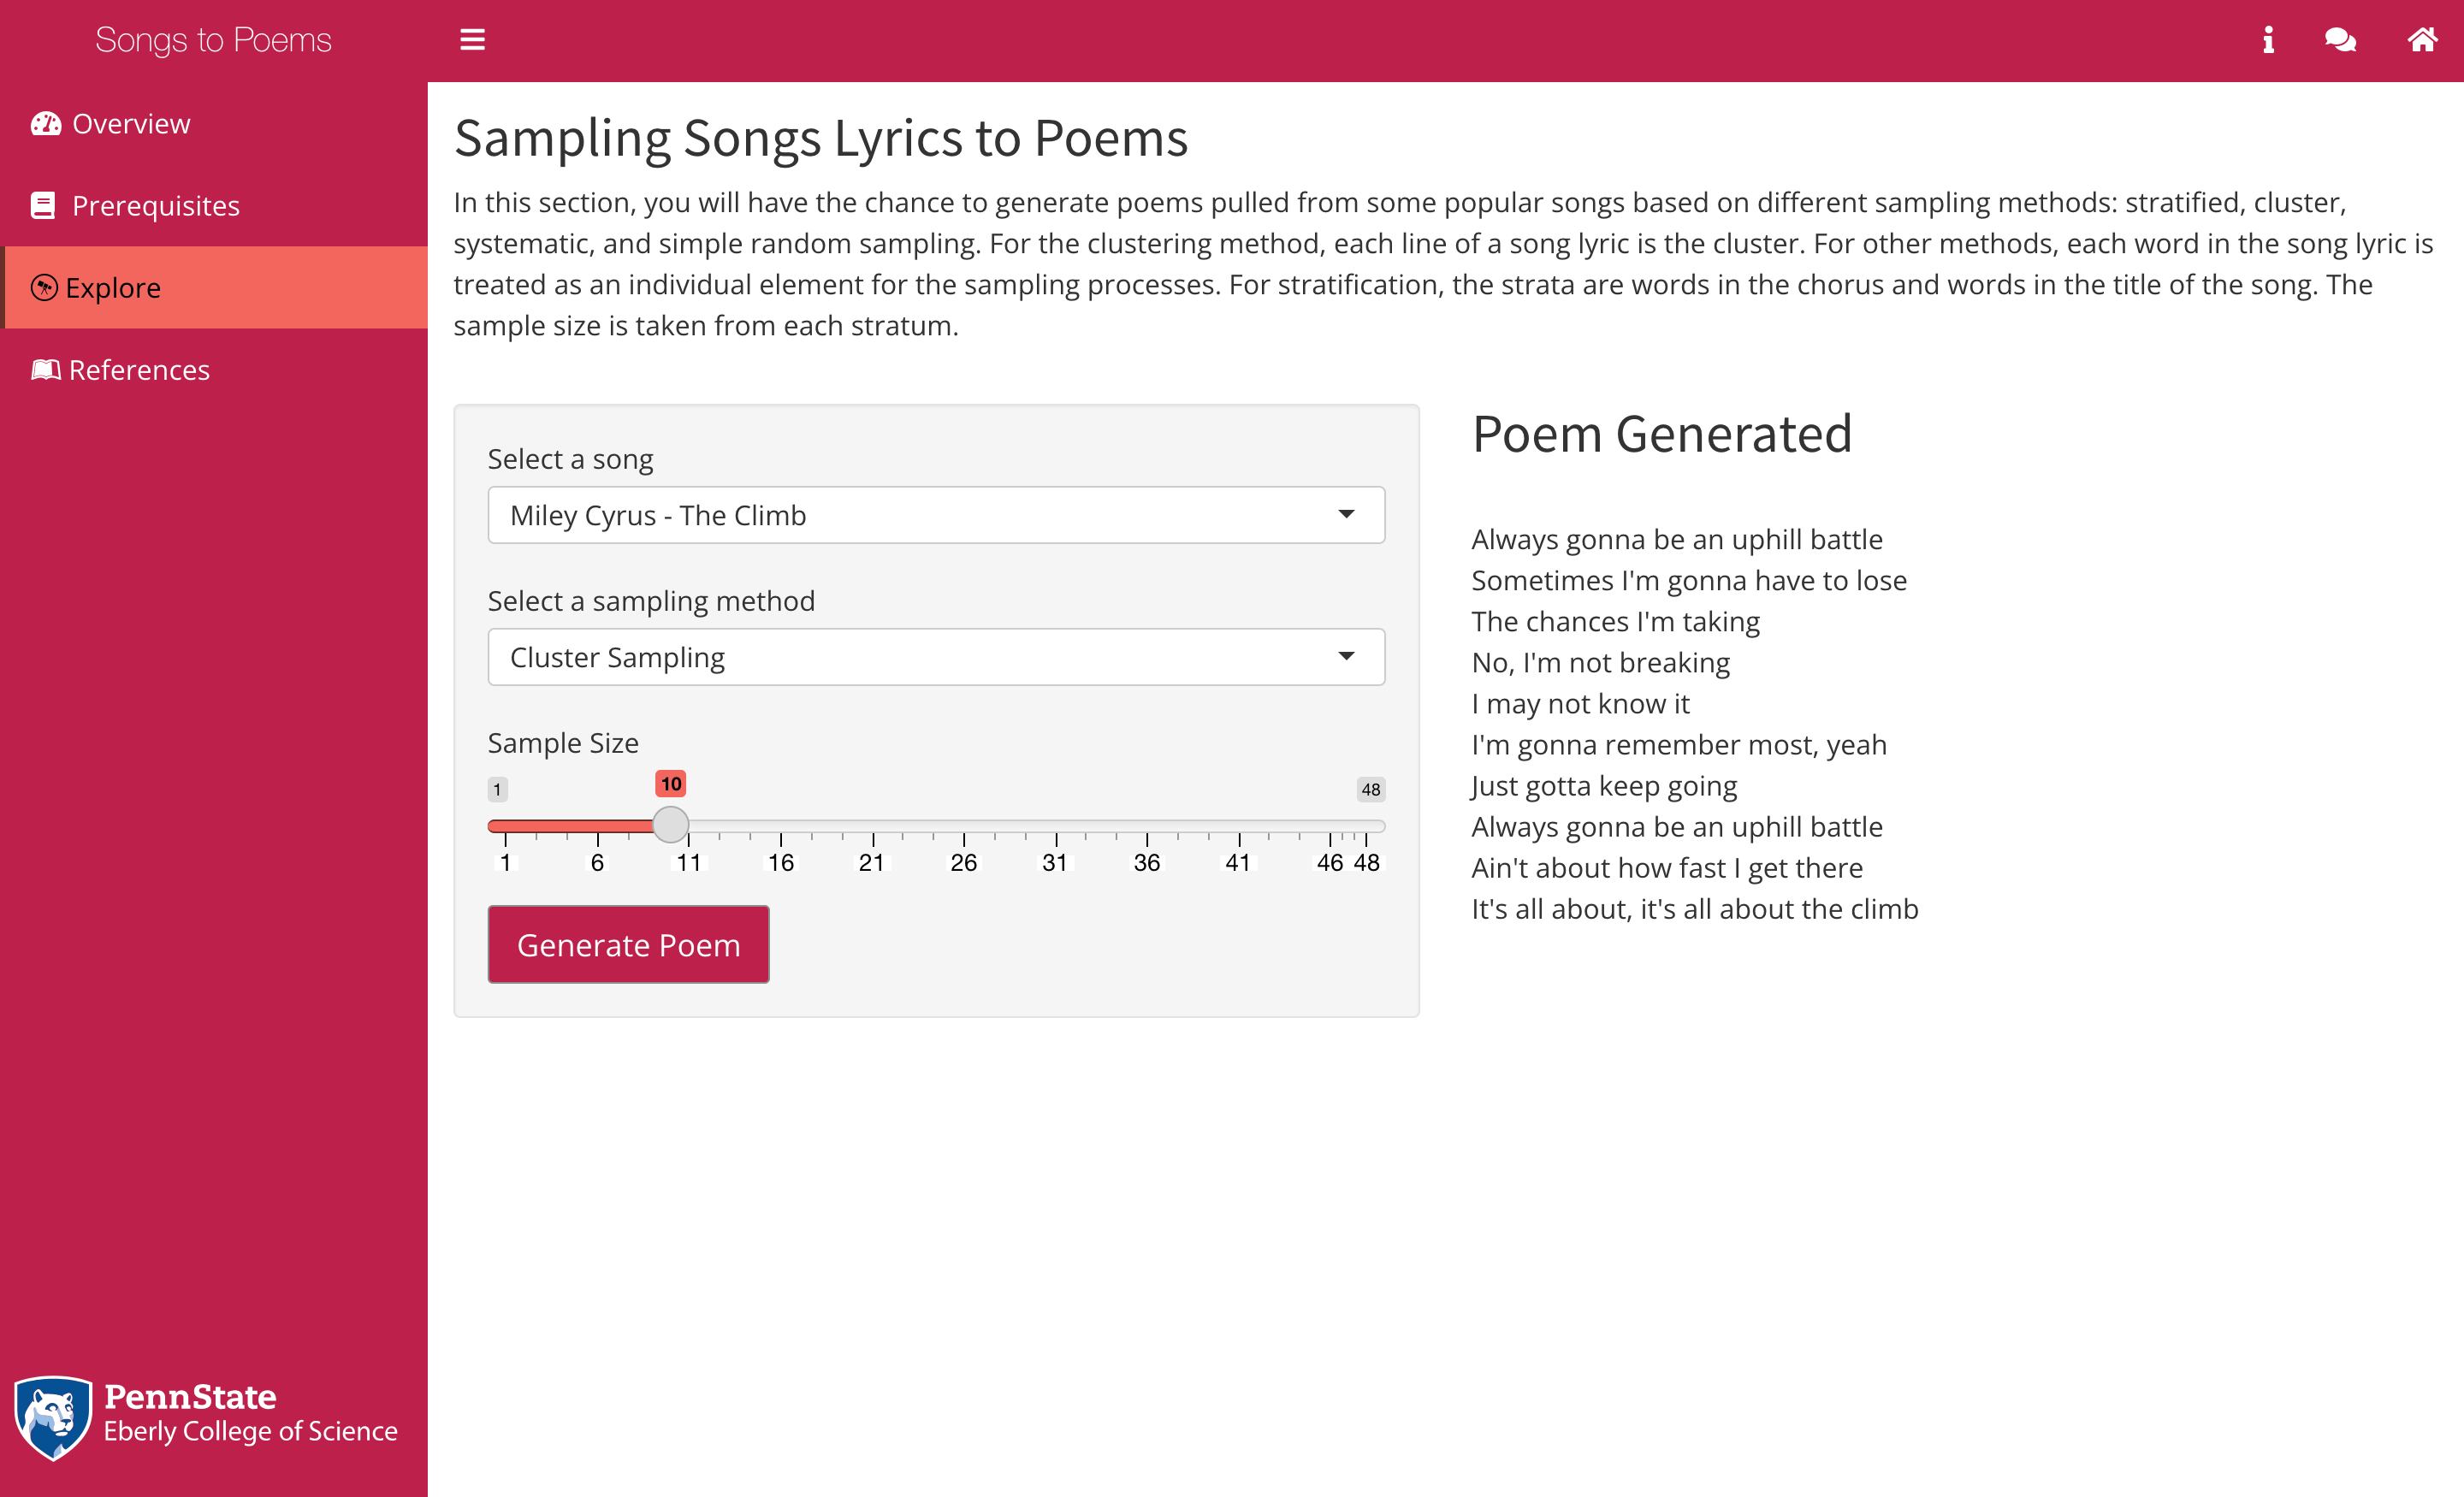 Songs to Poems
Overview
Prerequisites
Explore
References
Sampling Songs Lyrics to Poems
In this section, you will have the chance to generate poems pulled from some popular songs based on different sampling methods: stratified, cluster,
systematic, and simple random sampling. For the clustering method, each line of a song lyric is the cluster. For other methods, each word in the song lyric is
treated as an individual element for the sampling processes. For stratification, the strata are words in the chorus and words in the title of the song. The
sample size is taken from each stratum.
Select a song
Miley Cyrus - The Climb
Select a sampling method
Cluster Sampling
Sample Size
1 10 48
1 6 11 16 21 26 31 36 41 46 48
Generate Poem
Poem Generated
Always gonna be an uphill battle
Sometimes I'm gonna have to lose
The chances I'm taking
No, I'm not breaking
I may not know it
I'm gonna remember most, yeah
Just gotta keep going
Always gonna be an uphill battle
Ain't about how fast I get there
It's all about, it's all about the climb
PennState
Eberly College of Science